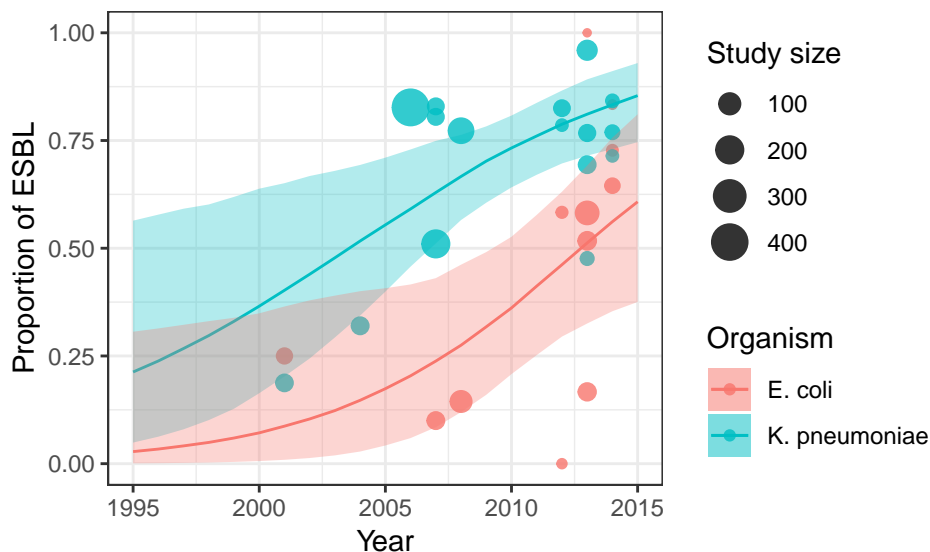 Proportion of ESBL
1.00
0.75
0.50
0.25
0.00
1995 2000 2005 2010 2015
Year
Study size
100
200
300
400
Organism
E. coli
K. pneumoniae